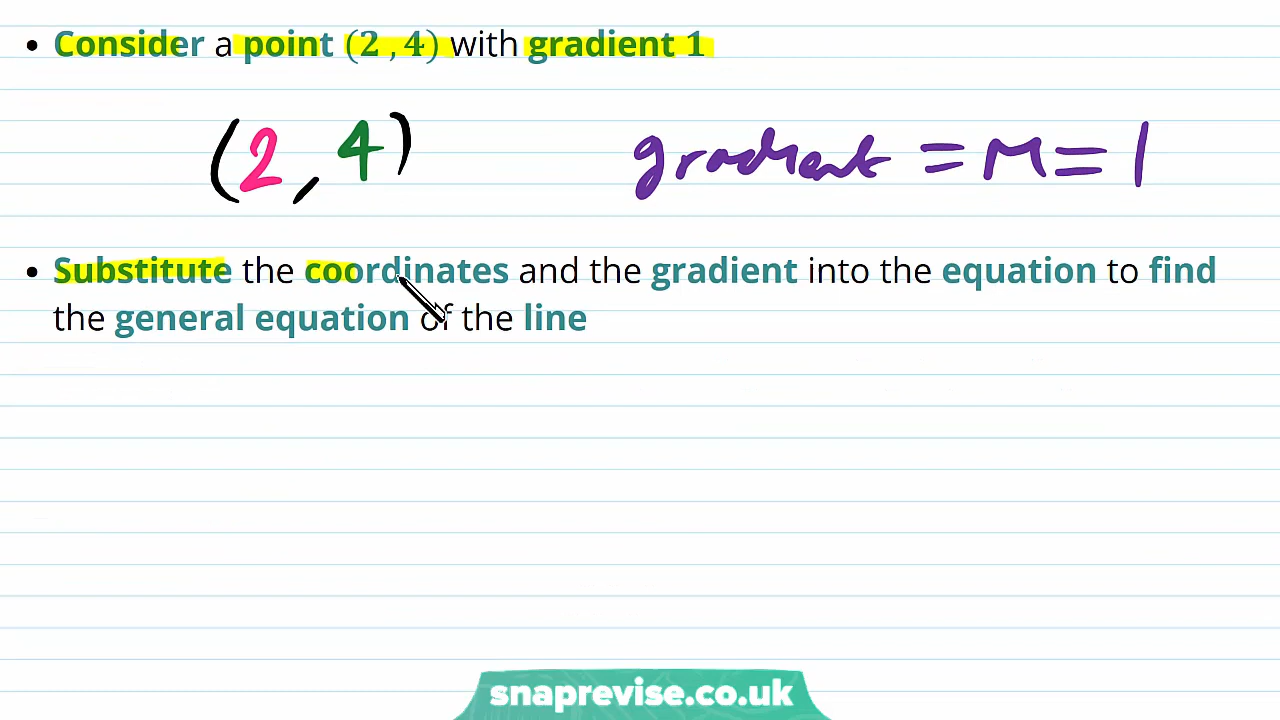 • Consider a point (2 , 4) with gradient 1
(2, 4) gradient = M = 1
• Substitute the coordinates and the gradient into the equation to find
the general equation of the line
snaprevise.co.uk